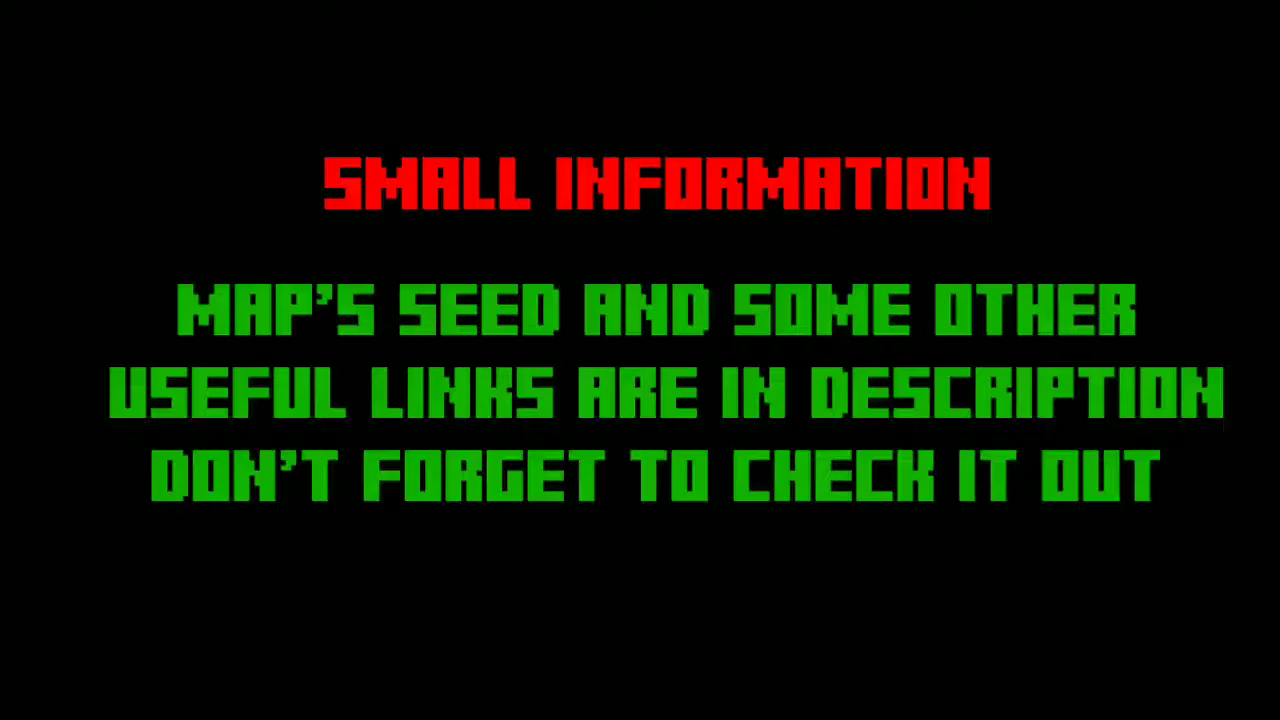 SMALL INFORMATION
MAP'S SEED AND SOME OTHER
USEFUL LINKS ARE IN DESCRIPTION
DON'T FORGET TO CHECK IT OUT